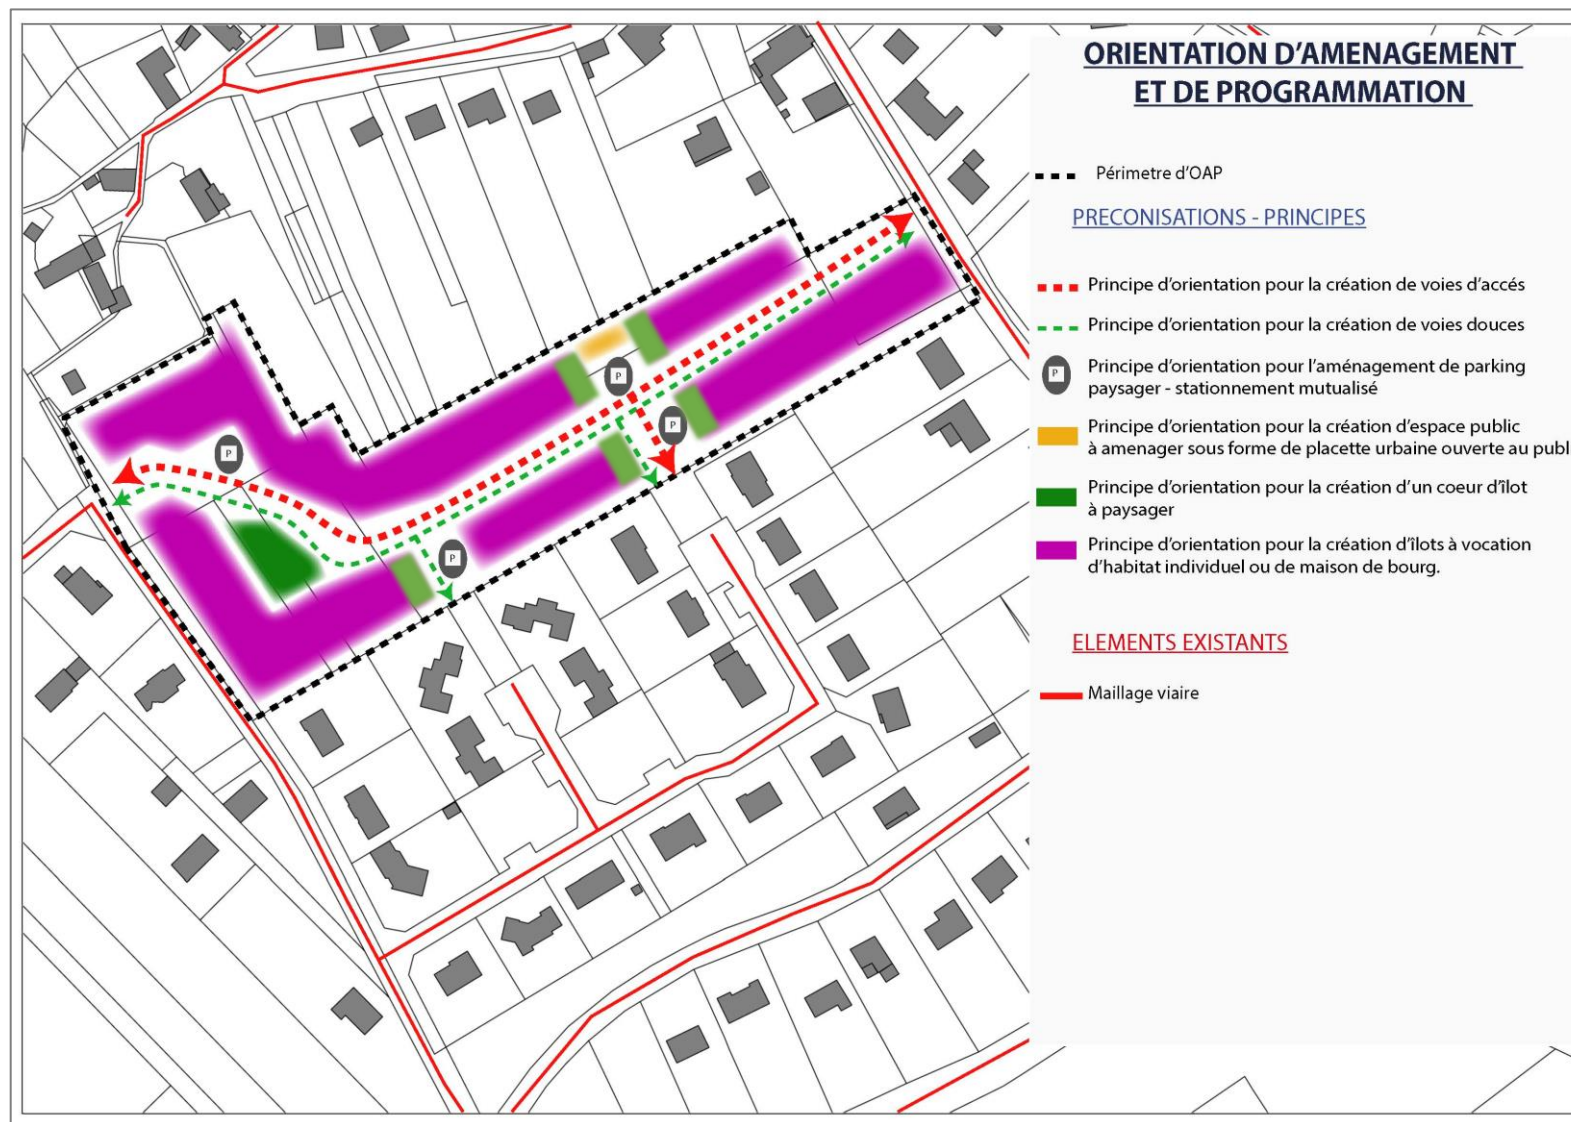 ORIENTATION D'AMENAGEMENT
ET DE PROGRAMMATION
Périmetre d'OAP
PRECONISATIONS - PRINCIPES
Principe d'orientation pour la création de voies d'accés
Principe d'orientation pour la création de voies douces
P
Principe d'orientation pour l'aménagement de parking
paysager - stationnement mutualisé
Principe d'orientation pour la création d'espace public
à amenager sous forme de placette urbaine ouverte au publ
Principe d'orientation pour la création d'un coeur d'îlot
à paysager
Principe d'orientation pour la création d'îlots à vocation
d'habitat individuel ou de maison de bourg.
ELEMENTS EXISTANTS
Maillage viaire
P
P
P
P